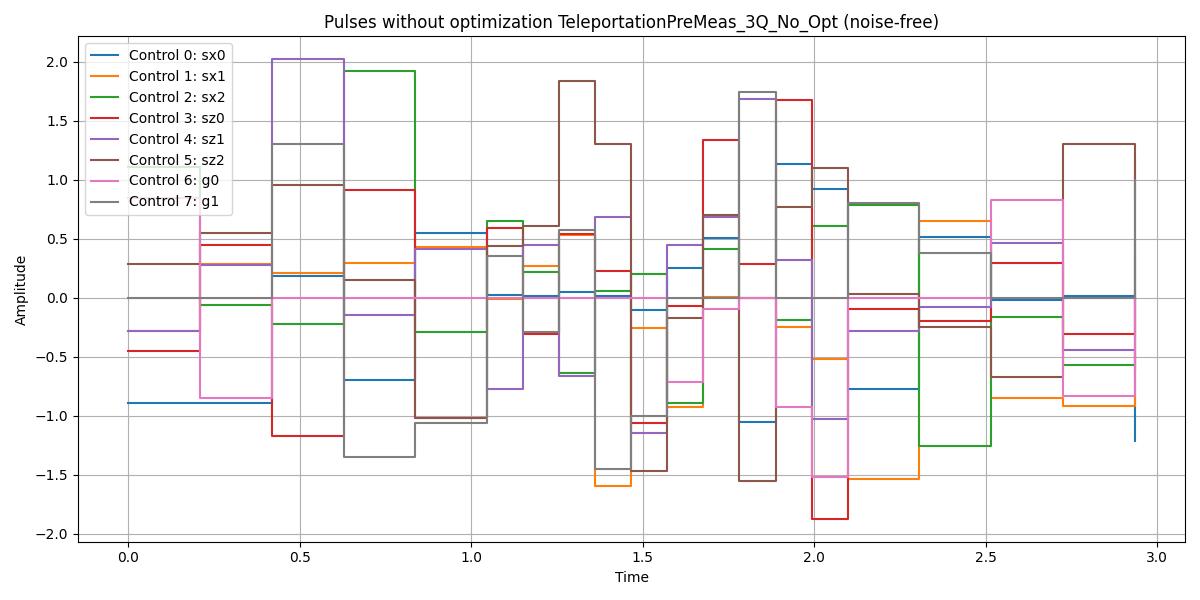 Pulses without optimization TeleportationPreMeas_3Q_No_Opt (noise-free)
Control 0: sx0
Control 1: sx1
Control 2: sx2
Control 3: sz0
Control 4: sz1
Control 5: sz2
Control 6: g0
Control 7: g1
Amplitude
2.0
1.5
1.0
0.5
0.0
−0.5
−1.0
−1.5
−2.0
0.0 0.5 1.0 1.5 2.0 2.5 3.0
Time